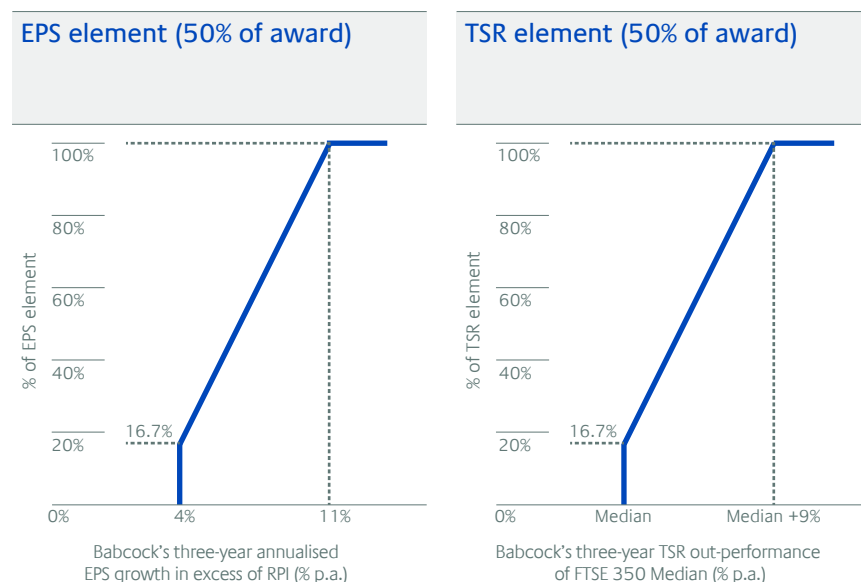 EPS element (50% of award)
100%
80%
60%
40%
20%
16.7%
% of EPS element
0%
4%
11%
Babcock's three-year annualised
EPS growth in excess of RPI (% p.a.)
TSR element (50% of award)
100%
80%
60%
40%
20%
16.7%
% of TSR element
0%
Median
Median +9%
Babcock's three-year TSR out-performance
of FTSE 350 Median (% p.a.)